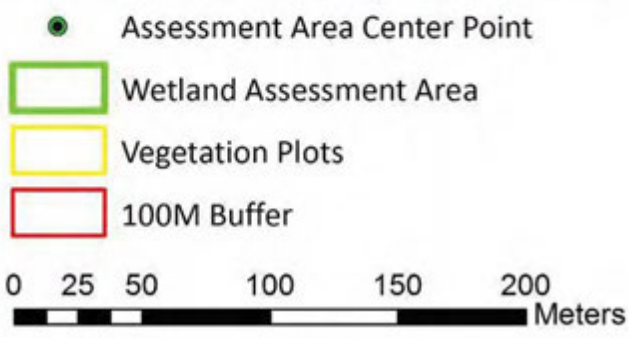 Assessment Area Center Point
Wetland Assessment Area
Vegetation Plots
100M Buffer
0 25 50 100 150 200
Meters